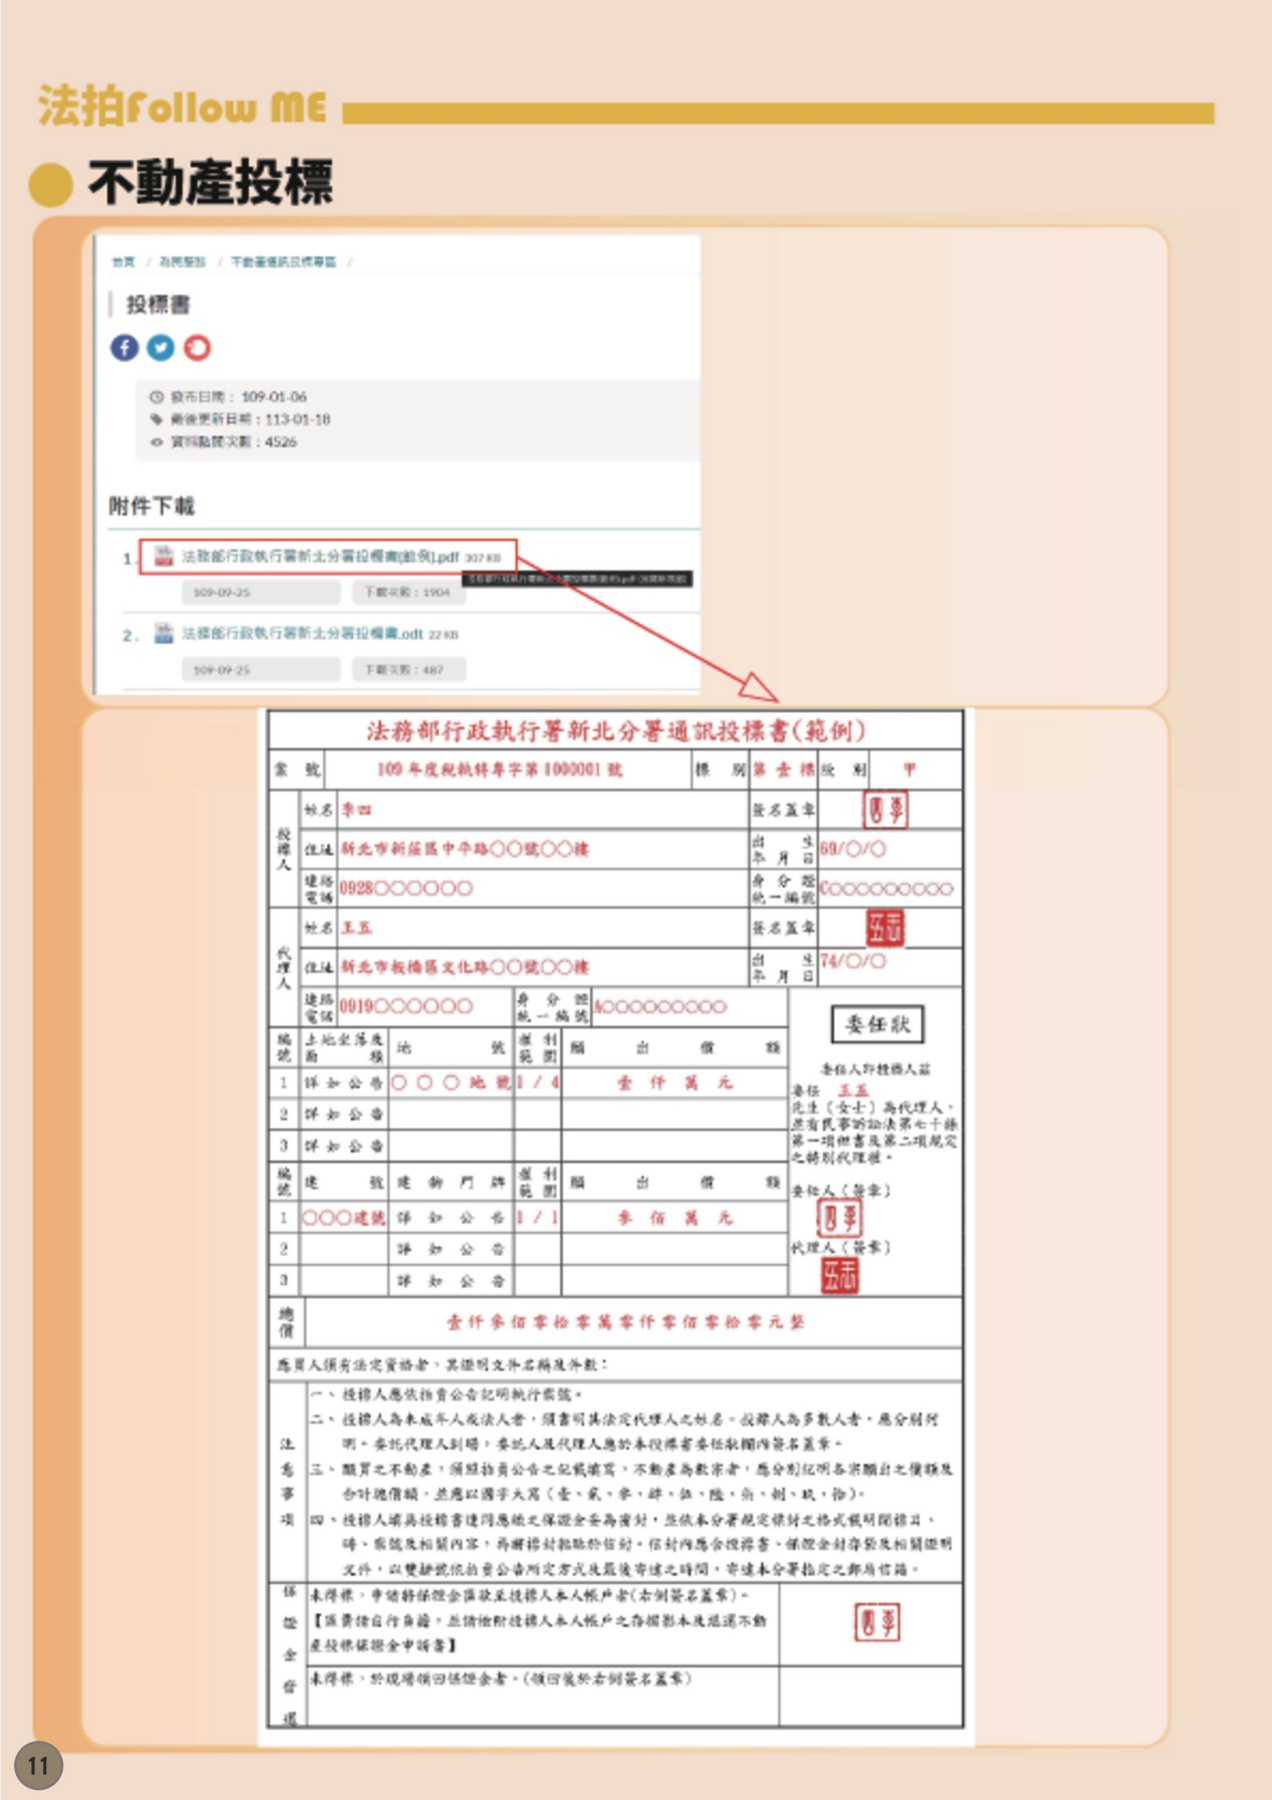 法拍Follow ME
不動產投標
首頁 / 為民服務 / 不動產通訊投標專區 /
投標書
發布日期：109-01-06
最後更新日期：113-01-18
資料點閱次數：4526
附件下載
1. 法務部行政執行署新北分署投標書(範例).pdf 307 KB
109-09-25 下載次數：1904
2. 法務部行政執行署新北分署投標書.odt 22 KB
109-09-25 下載次數：487
法務部行政執行署新北分署通訊投標書(範例)
案號 109 年度稅執特專字第 1000001 號 標別 第壹標 股別 甲
投標人
姓名 李四 簽名蓋章 李四
住址 新北市新莊區中平路○○號○○樓 出生年月日 69/○/○
連絡電話 0928○○○○○○ 身分證統一編號 C○○○○○○○○○
代理人
姓名 王五 簽名蓋章
住址 新北市板橋區文化路○○號○○樓 出生年月日 74/○/○
連絡電話 0919○○○○○○ 身分證統一編號 A○○○○○○○○○
編號 土地坐落及面積 地號 權利範圍 願出價額
1 詳如公告 ○○○地號 1/4 壹仟萬元
2 詳如公告
3 詳如公告
編號 建號 建物門牌 權利範圍 願出價額
1 ○○○建號 詳如公告 1/1 參佰萬元
2 詳如公告
3 詳如公告
委任狀
委任人即投標人茲
委任 王五
先生（女士）為代理人，
並有民事訴訟法第七十條
第一項但書及第二項規定
之特別代理權。
委任人（簽章）
李四
代理人（簽章）
總價 壹仟參佰零拾零萬零仟零佰零拾零元整
應買人須有法定資格者，其證明文件名稱及件數：
注意事項
一、投標人應依拍賣公告記明執行案號。
二、投標人為未成年人或法人者，須書明其法定代理人之姓名。投標人為多數人者，應分別列
明。委託代理人到場，委託人及代理人應於本投標書委任狀欄內簽名蓋章。
三、願買之不動產，須照拍賣公告之記載填寫，不動產為數宗者，應分別記明各宗願出之價額及
合計總價額，並應以國字大寫（壹、貳、參、肆、伍、陸、柒、捌、玖、拾）。
四、投標人填具投標書連同應繳之保證金妥為密封，並依本分署規定標封之格式載明開標日、
時、案號及相關內容，再將標封黏貼於信封。信封內應含投標書、保證金封存袋及相關證明
文件，以雙掛號依拍賣公告所定方式及最後寄達之時間，寄達本分署指定之郵局信箱。
保證金發還
未得標，申請將保證金匯款至投標人本人帳戶者(右側簽名蓋章)。
【匯費請自行負擔，並請檢附投標人本人帳戶之存摺影本及退還不動
產投標保證金申請書】
李四
未得標，於現場領回保證金者。(領回後於右側簽名蓋章)
11